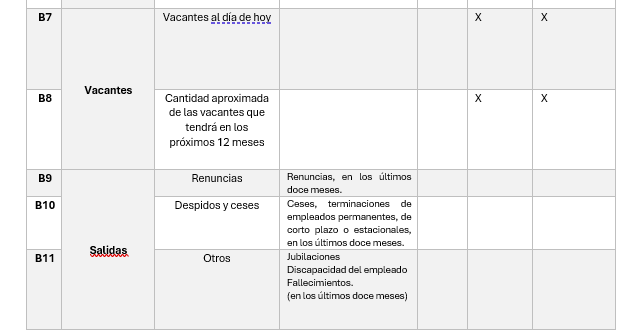 B7
Vacantes al día de hoy
X
X
Vacantes
B8
Cantidad aproximada
de las vacantes que
tendrá en los
próximos 12 meses
X
X
B9
Renuncias
Renuncias, en los últimos
doce meses.
B10
Despidos y ceses
Ceses, terminaciones de
empleados permanentes, de
corto plazo o estacionales,
en los últimos doce meses.
Salidas
B11
Otros
Jubilaciones
Discapacidad del empleado
Fallecimientos.
(en los últimos doce meses)